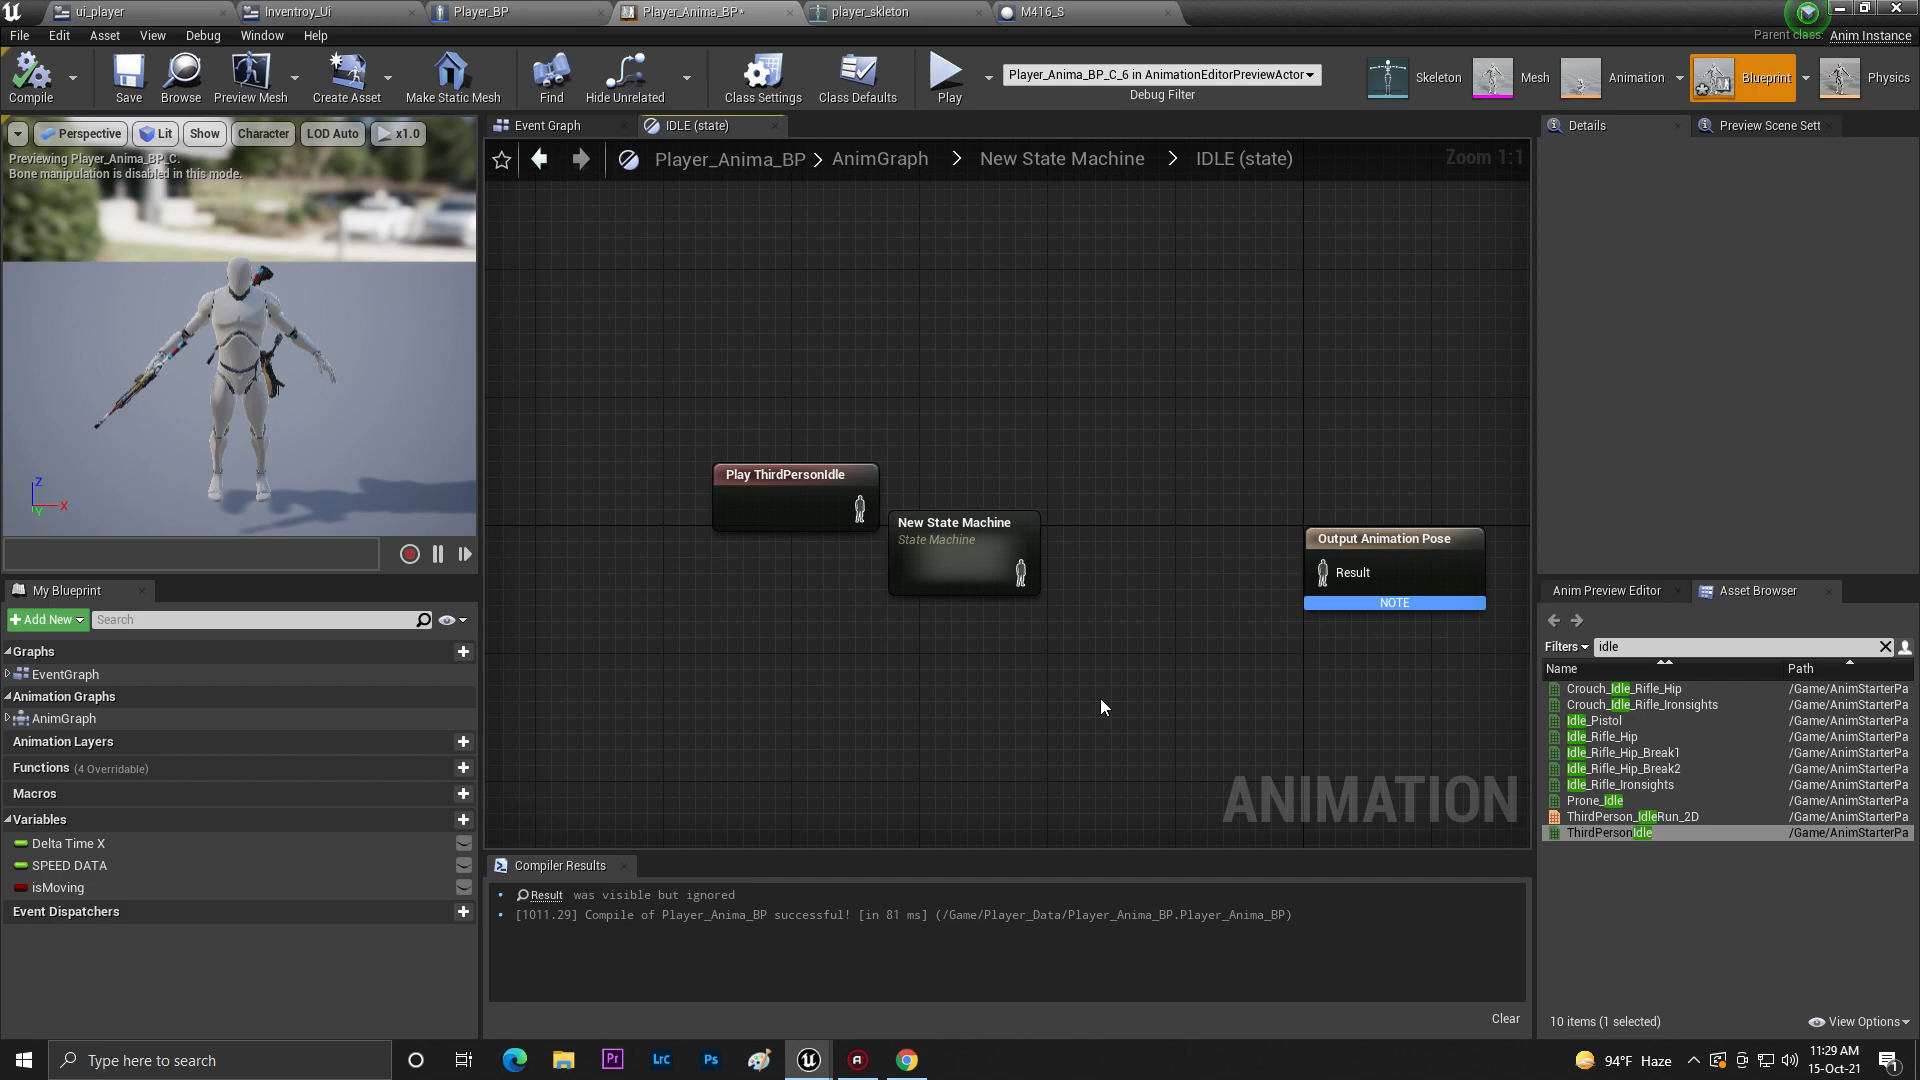 ui_player
Inventroy_Ui
Player_BP
Player_Anima_BP*
player_skleton
M416_S
File Edit Asset View Debug Window Help
Parent class: Anim Instance
Compile
Save
Browse
Preview Mesh
Create Asset
Make Static Mesh
Find
Hide Unrelated
Class Settings
Class Defaults
Play
Player_Anima_BP_C_6 in AnimationEditorPreviewActor
Debug Filter
Skeleton
Mesh
Animation
Blueprint
Physics
Perspective Lit Show Character LOD Auto x1.0
Previewing Player_Anima_BP_C.
Bone manipulation is disabled in this mode.
Z
X
Y
Event Graph
IDLE (state)
Player_Anima_BP > AnimGraph > New State Machine > IDLE (state)
Zoom 1:1
Play ThirdPersonIdle
New State Machine
State Machine
Output Animation Pose
Result
NOTE
ANIMATION
Details
Preview Scene Sett
My Blueprint
Add New
Search
Graphs
EventGraph
Animation Graphs
AnimGraph
Animation Layers
Functions (4 Overridable)
Macros
Variables
Delta Time X
SPEED DATA
isMoving
Event Dispatchers
Compiler Results
Result was visible but ignored
[1011.29] Compile of Player_Anima_BP successful! [in 81 ms] (/Game/Player_Data/Player_Anima_BP.Player_Anima_BP)
Clear
Anim Preview Editor
Asset Browser
Filters
idle
Name Path
Crouch_Idle_Rifle_Hip /Game/AnimStarterPa
Crouch_Idle_Rifle_Ironsights /Game/AnimStarterPa
Idle_Pistol /Game/AnimStarterPa
Idle_Rifle_Hip /Game/AnimStarterPa
Idle_Rifle_Hip_Break1 /Game/AnimStarterPa
Idle_Rifle_Hip_Break2 /Game/AnimStarterPa
Idle_Rifle_Ironsights /Game/AnimStarterPa
Prone_Idle /Game/AnimStarterPa
ThirdPerson_IdleRun_2D /Game/AnimStarterPa
ThirdPersonIdle /Game/AnimStarterPa
10 items (1 selected)
View Options
Type here to search
Pr
Lrc
Ps
94°F Haze
11:29 AM
15-Oct-21
1